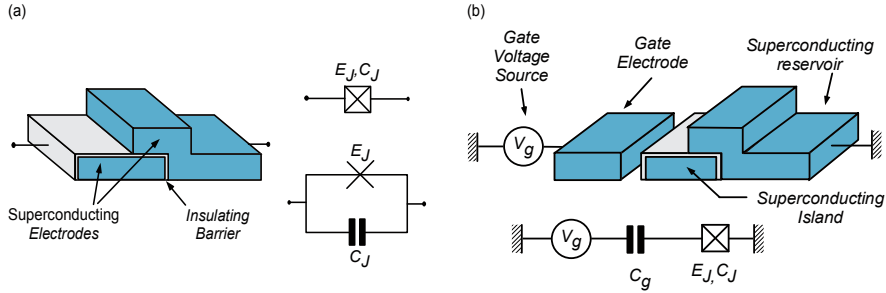 (a)
E_J, C_J
E_J
C_J
Superconducting
Electrodes
Insulating
Barrier
(b)
Gate
Voltage
Source
Gate
Electrode
Superconducting
reservoir
V_g
Superconducting
Island
V_g
C_g
E_J, C_J